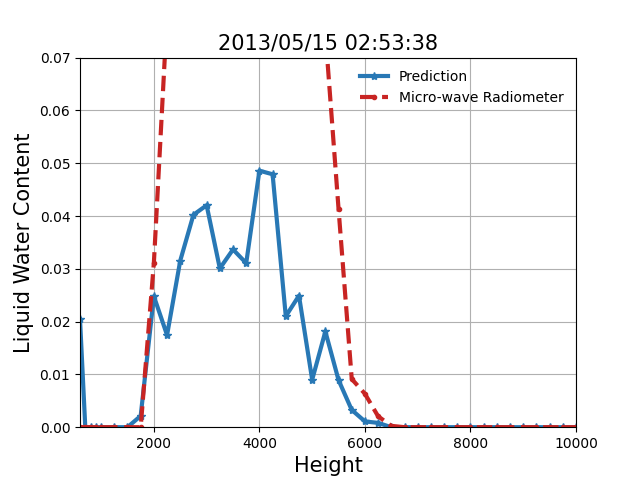 2013/05/15 02:53:38
Prediction
Micro-wave Radiometer
0.07
0.06
0.05
0.04
0.03
0.02
0.01
0.00
Liquid Water Content
2000 4000 6000 8000 10000
Height